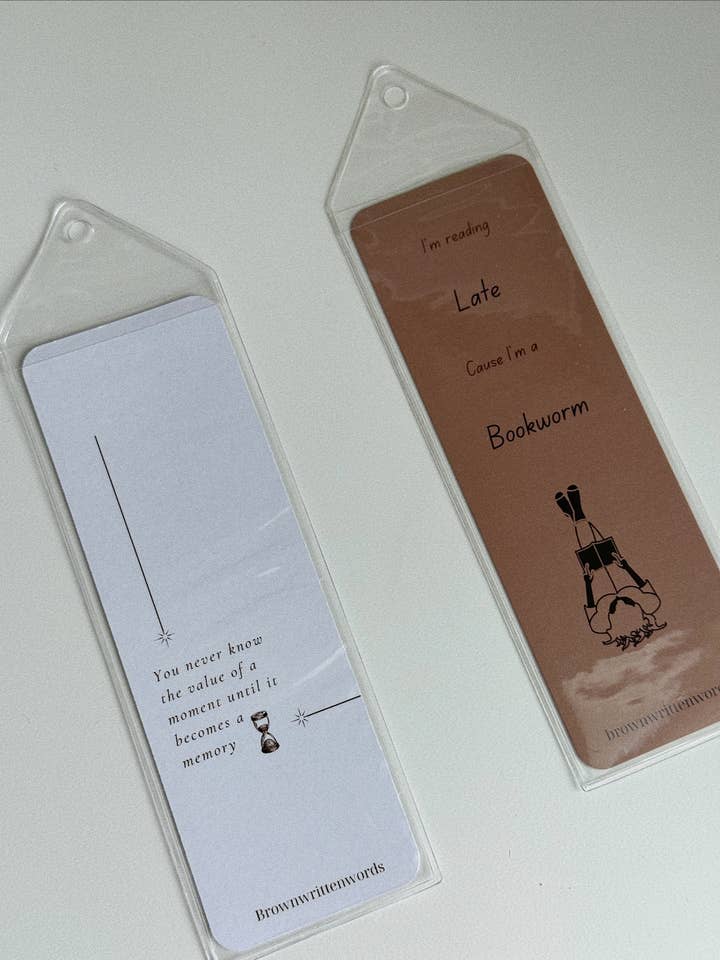 You never know
the value of a
moment until it
becomes a
memory
Brownwrittenwords
I'm reading
Late
Cause I'm a
Bookworm